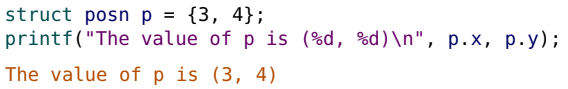 struct posn p = {3, 4};
printf("The value of p is (%d, %d)\n", p.x, p.y);
The value of p is (3, 4)